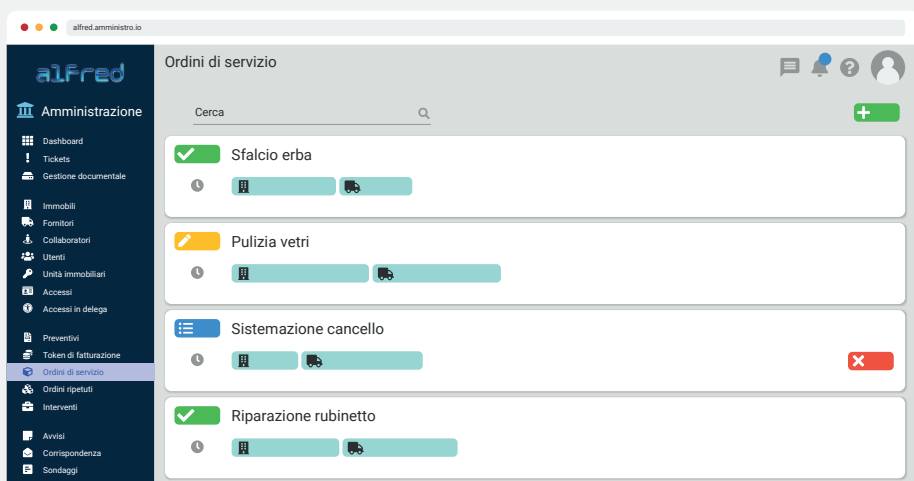 alfred.amministro.io
alfred
Ordini di servizio
Amministrazione
Cerca
Dashboard
Tickets
Gestione documentale
Immobili
Fornitori
Collaboratori
Utenti
Unità immobiliari
Accessi
Accessi in delega
Preventivi
Token di fatturazione
Ordini di servizio
Ordini ripetuti
Interventi
Avvisi
Corrispondenza
Sondaggi
Sfalcio erba
Pulizia vetri
Sistemazione cancello
Riparazione rubinetto